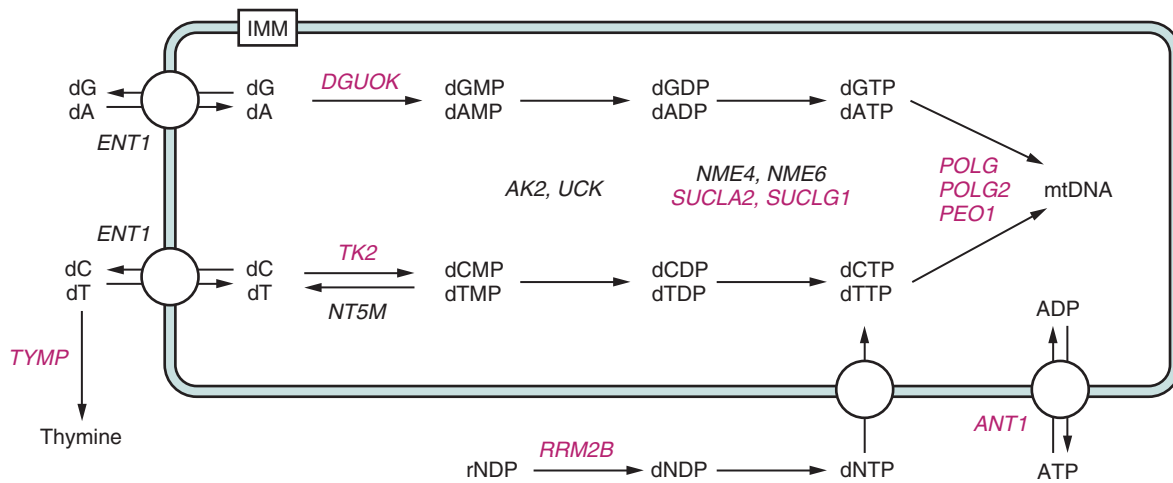 IMM
dG
dA
dG
dA
DGUOK
dGMP
dAMP
dGDP
dADP
dGTP
dATP
ENT1
AK2, UCK
NME4, NME6
SUCLA2, SUCLG1
POLG
POLG2
PEO1
mtDNA
ENT1
dC
dT
dC
dT
TK2
NT5M
dCMP
dTMP
dCDP
dTDP
dCTP
dTTP
ADP
TYMP
Thymine
ANT1
rNDP
RRM2B
dNDP
dNTP
ATP